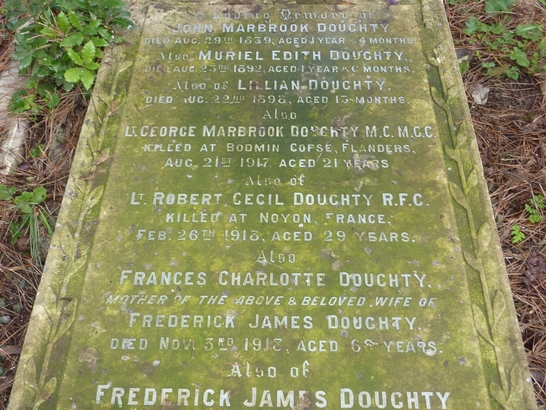 In Loving Memory of
John Marbrook Doughty
Died Aug. 29th 1889, aged 1 year & 4 months
Also Muriel Edith Doughty,
Died Aug. 25th 1892, aged 1 year & 6 months.
Also of Lillian Doughty,
Died Aug. 22nd 1898, aged 13 months.
Also
Lt. George Marbrook Doughty M.C. M.G.C.
Killed at Bodmin Copse, Flanders,
Aug. 21st 1917. aged 21 years.
Also of
Lt. Robert Cecil Doughty R.F.C.
Killed at Noyon, France,
Feb. 26th 1918, aged 29 years.
Also
Frances Charlotte Doughty,
Mother of the above & beloved wife of
Frederick James Doughty,
Died Nov. 3rd 1918, aged years.
Also of
Frederick James Doughty